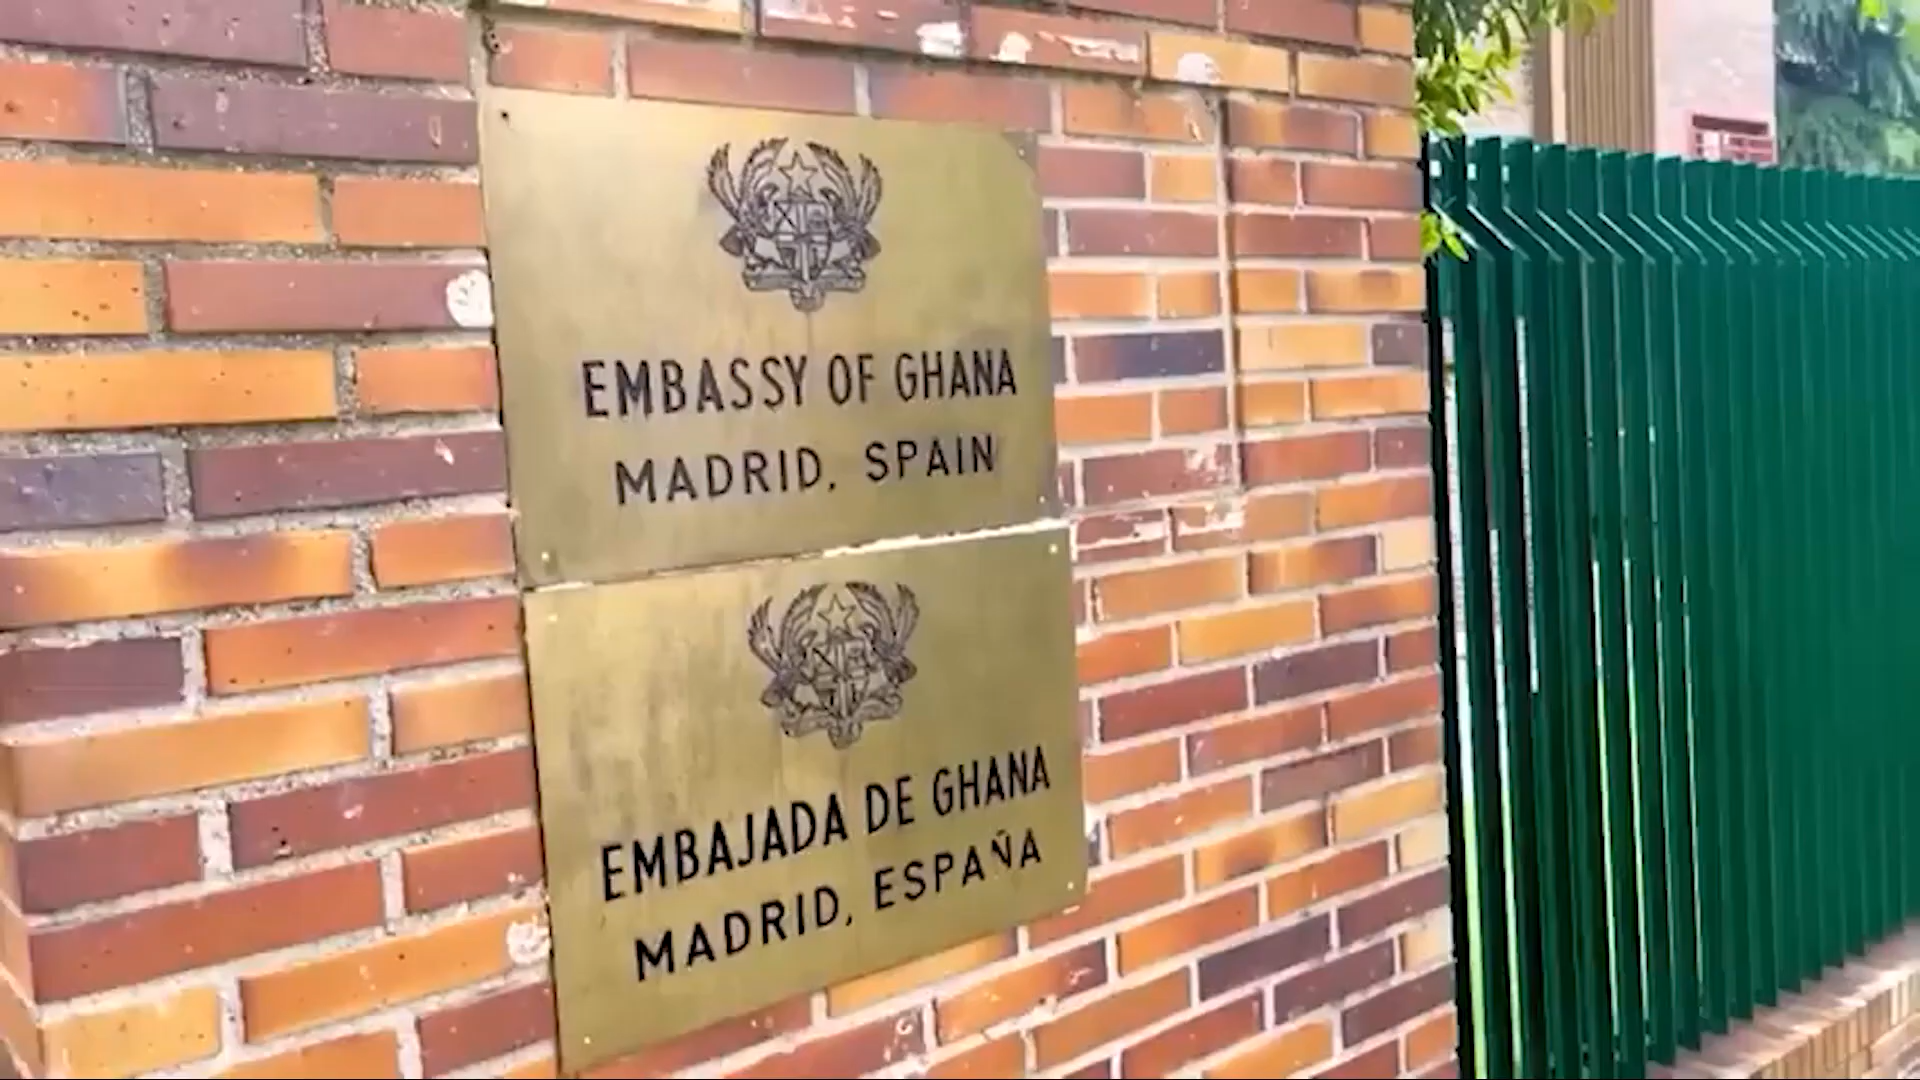 EMBASSY OF GHANA
MADRID, SPAIN
EMBAJADA DE GHANA
MADRID, ESPAÑA